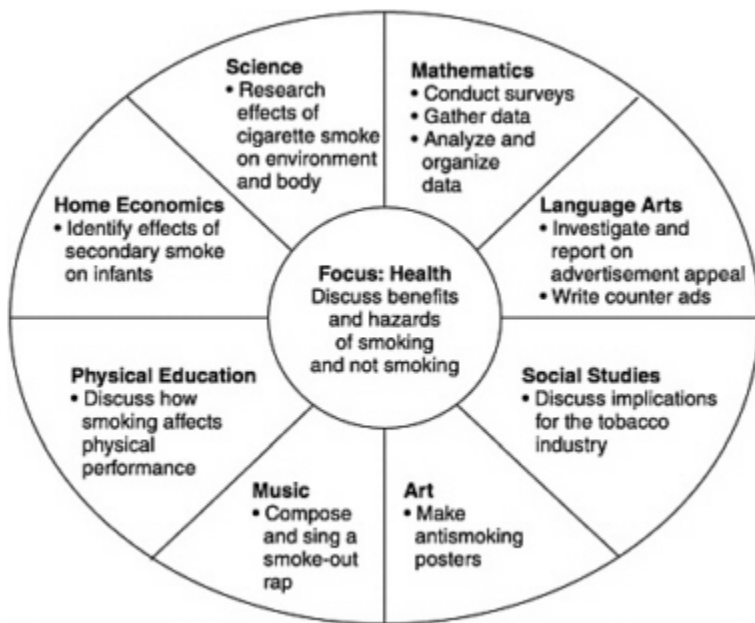 Science
• Research
effects of
cigarette smoke
on environment
and body
Mathematics
• Conduct surveys
• Gather data
• Analyze and
organize
data
Home Economics
• Identify effects of
secondary smoke
on infants
Language Arts
• Investigate and
report on
advertisement appeal
• Write counter ads
Focus: Health
Discuss benefits
and hazards
of smoking
and not smoking
Physical Education
• Discuss how
smoking affects
physical
performance
Social Studies
• Discuss implications
for the tobacco
industry
Music
• Compose
and sing a
smoke-out
rap
Art
• Make
antismoking
posters